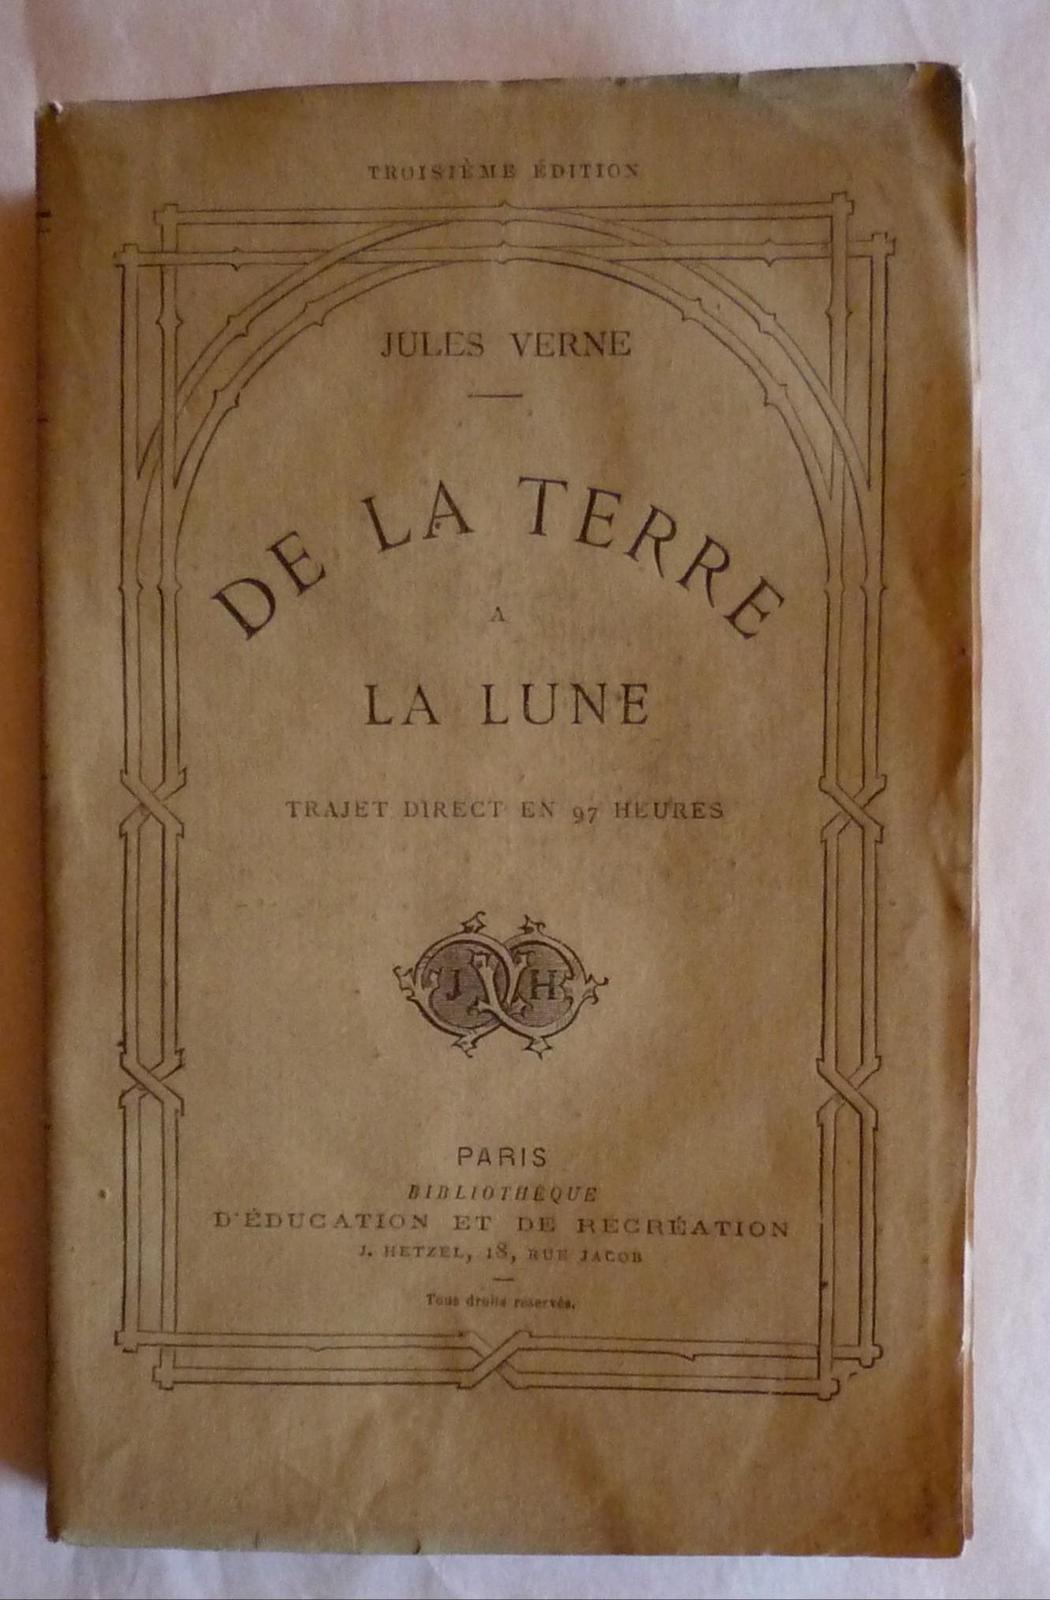 TROISIÈME ÉDITION
JULES VERNE
DE LA TERRE
A
LA LUNE
TRAJET DIRECT EN 97 HEURES
J H
PARIS
BIBLIOTHÈQUE
D'ÉDUCATION ET DE RÉCRÉATION
J. HETZEL, 18, RUE JACOB
Tous droits réservés.